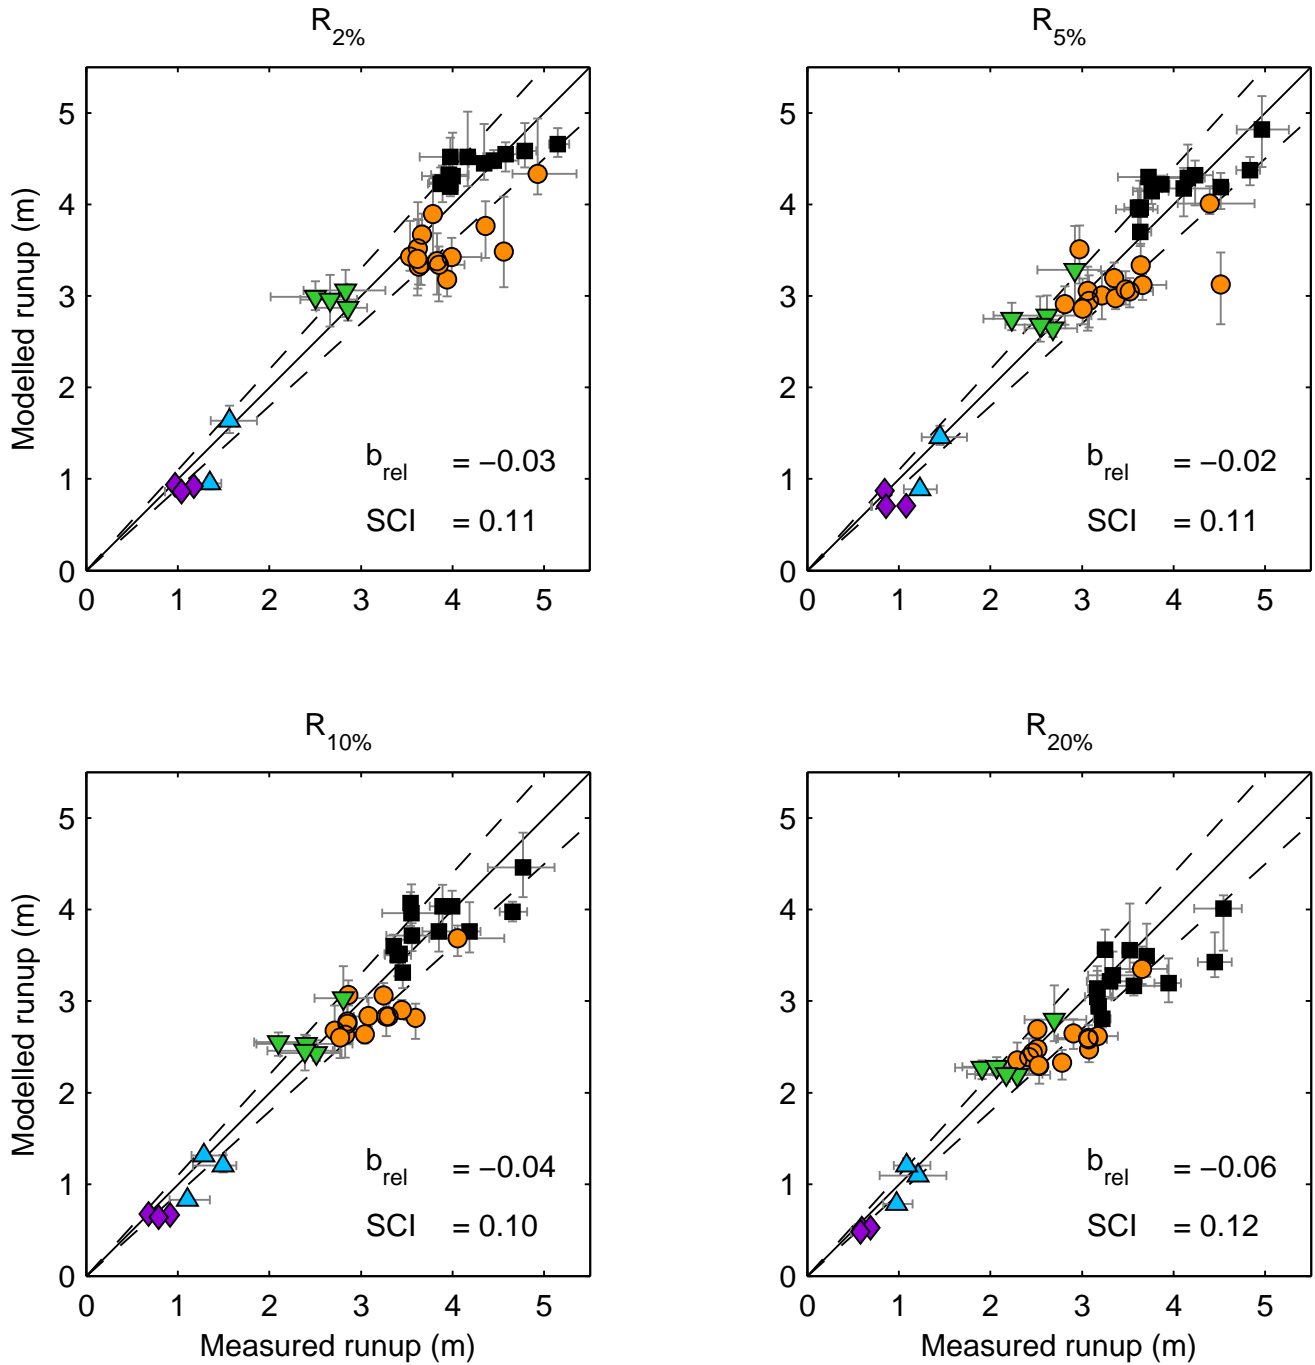 R2%
5
4
3
2
1
0
Modelled runup (m)
brel = −0.03
SCI = 0.11
0 1 2 3 4 5
R5%
5
4
3
2
1
0
brel = −0.02
SCI = 0.11
0 1 2 3 4 5
R10%
5
4
3
2
1
0
Modelled runup (m)
brel = −0.04
SCI = 0.10
0 1 2 3 4 5
Measured runup (m)
R20%
5
4
3
2
1
0
brel = −0.06
SCI = 0.12
0 1 2 3 4 5
Measured runup (m)